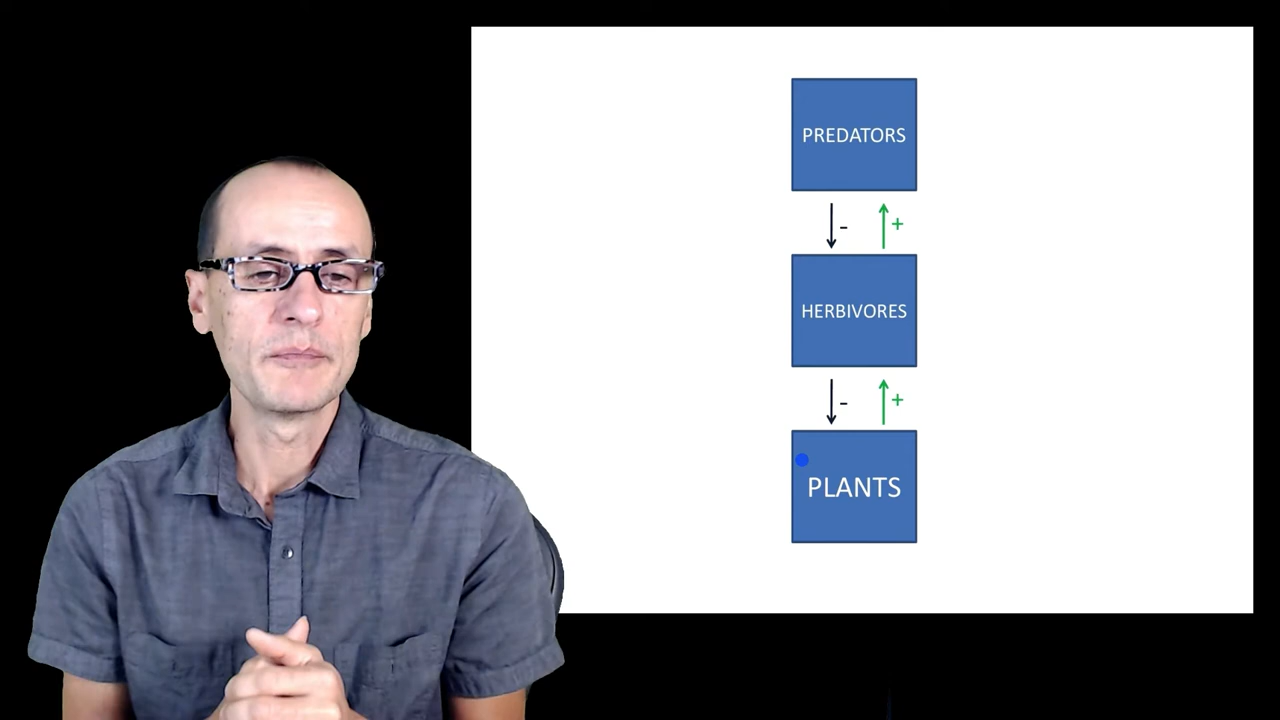 PREDATORS
- +
HERBIVORES
- +
PLANTS